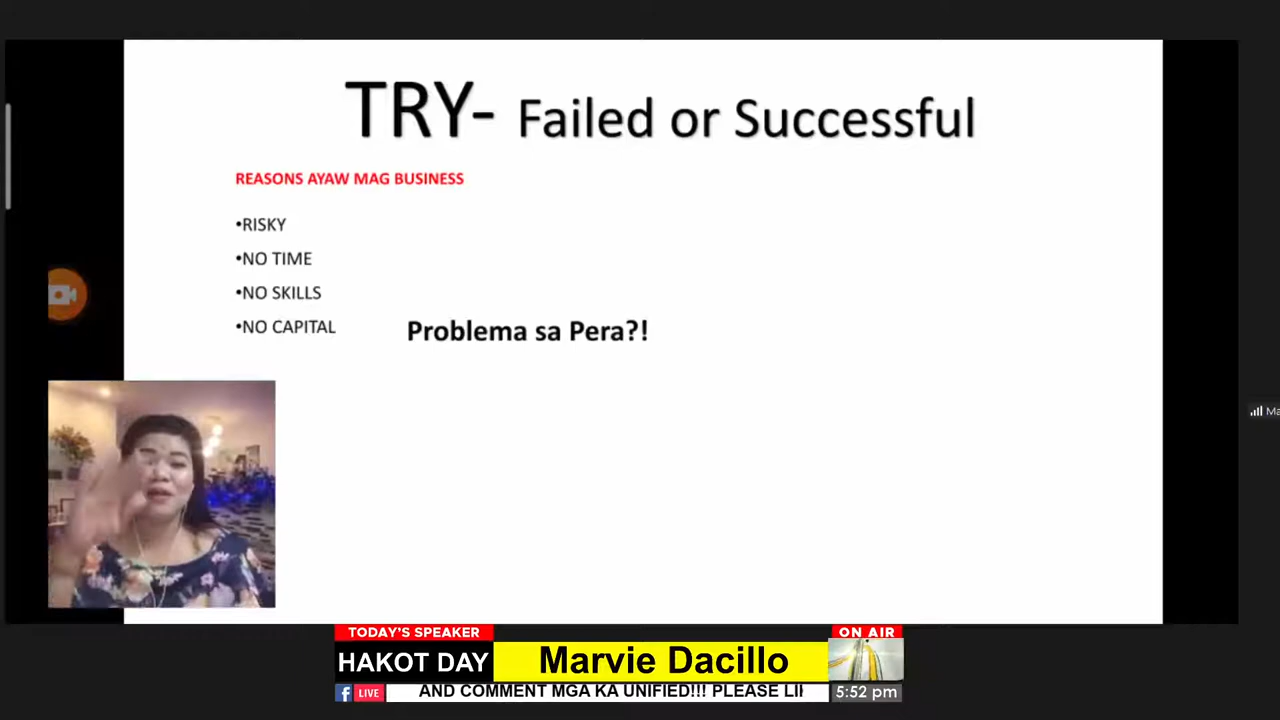 TRY- Failed or Successful
REASONS AYAW MAG BUSINESS
•RISKY
•NO TIME
•NO SKILLS
•NO CAPITAL
Problema sa Pera?!
TODAY'S SPEAKER
ON AIR
HAKOT DAY
Marvie Dacillo
LIVE
AND COMMENT MGA KA UNIFIED!!! PLEASE
5:52 pm